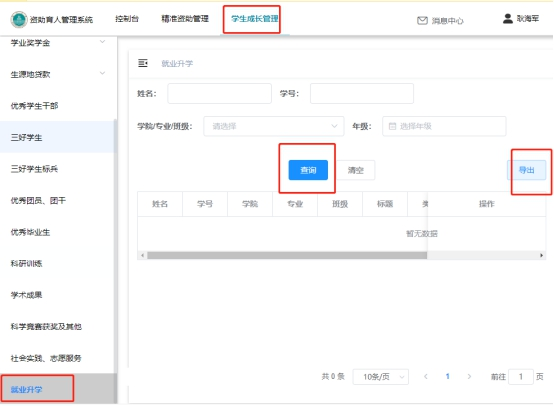 资助育人管理系统 控制台 精准资助管理 学生成长管理 消息中心 耿海军
学业奖学金
生源地贷款
优秀学生干部
三好学生
三好学生标兵
优秀团员、团干
优秀毕业生
科研训练
学术成果
科学竞赛获奖及其他
社会实践、志愿服务
就业升学
就业升学
姓名： 学号：
学院/专业/班级： 请选择 年级： 选择年级
查询 清空 导出
姓名 学号 学院 专业 班级 标题 操作
暂无数据
共 0 条 10条/页 < 1 > 前往 1 页